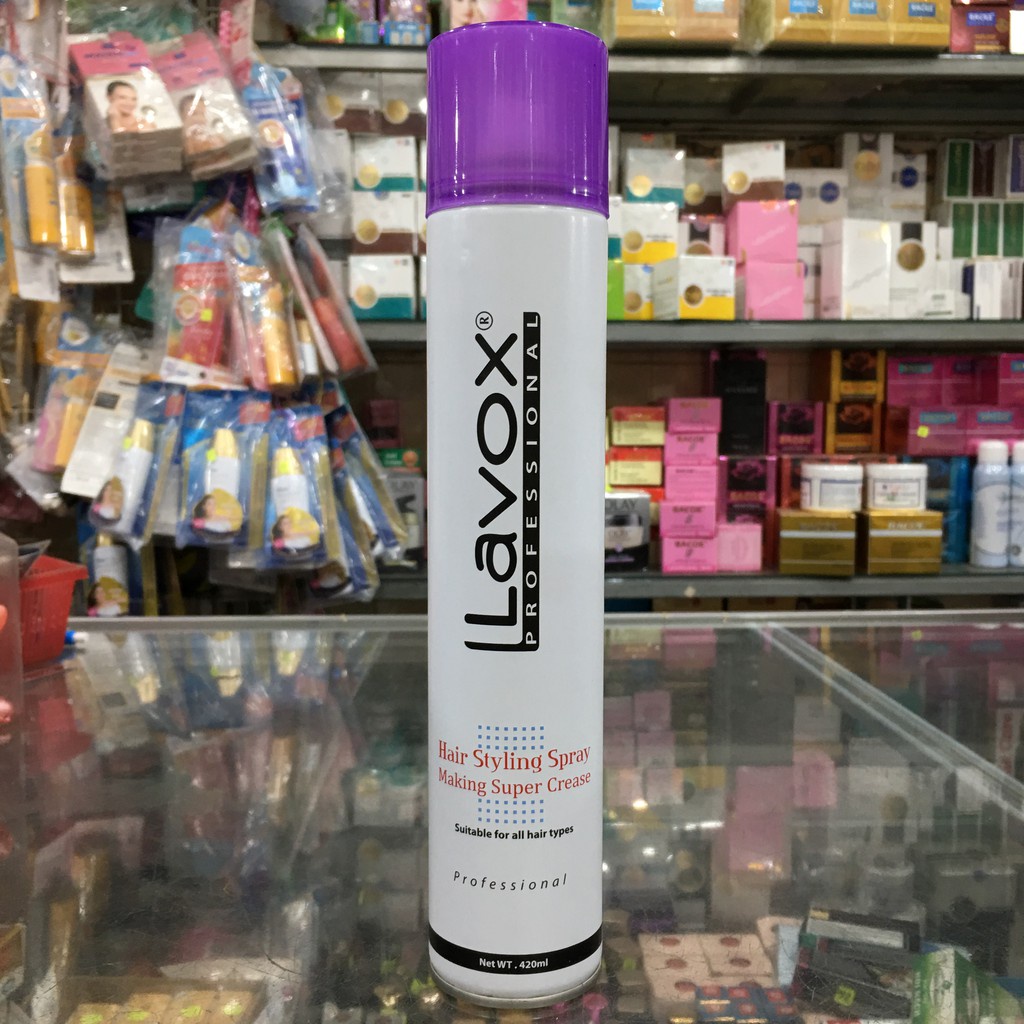 Lavox®
PROFESSIONAL
Hair Styling Spray
Making Super Crease
Suitable for all hair types
Professional
Net WT . 420ml